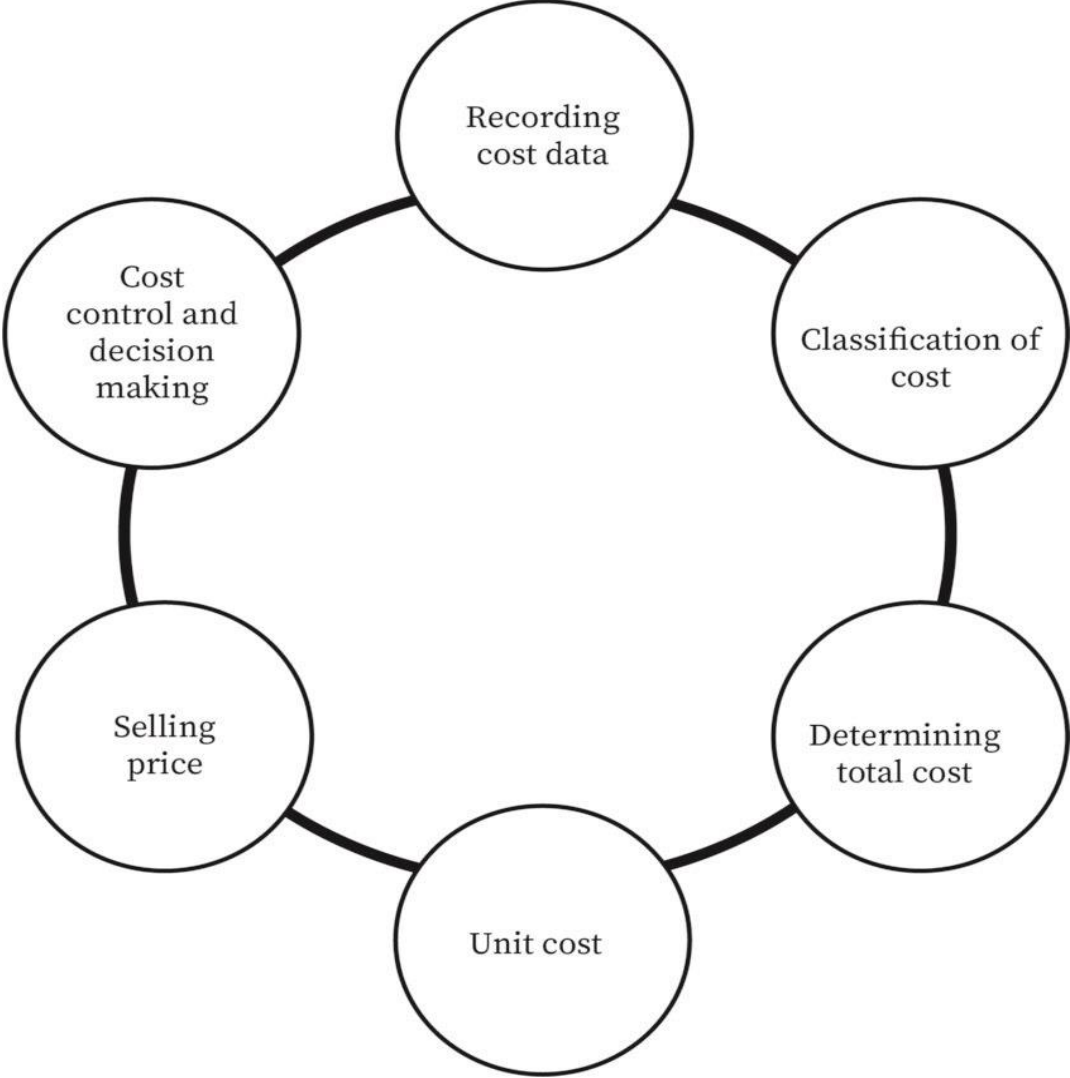 Recording
cost data
Classification of
cost
Determining
total cost
Unit cost
Selling
price
Cost
control and
decision
making